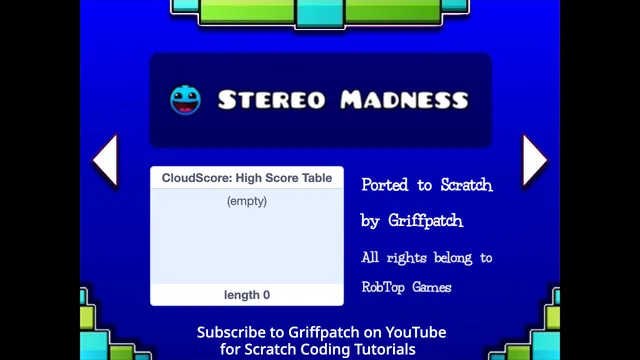 Stereo Madness
CloudScore: High Score Table
(empty)
length 0
Ported to Scratch
by Griffpatch
All rights belong to
RobTop Games
Subscribe to Griffpatch on YouTube
for Scratch Coding Tutorials